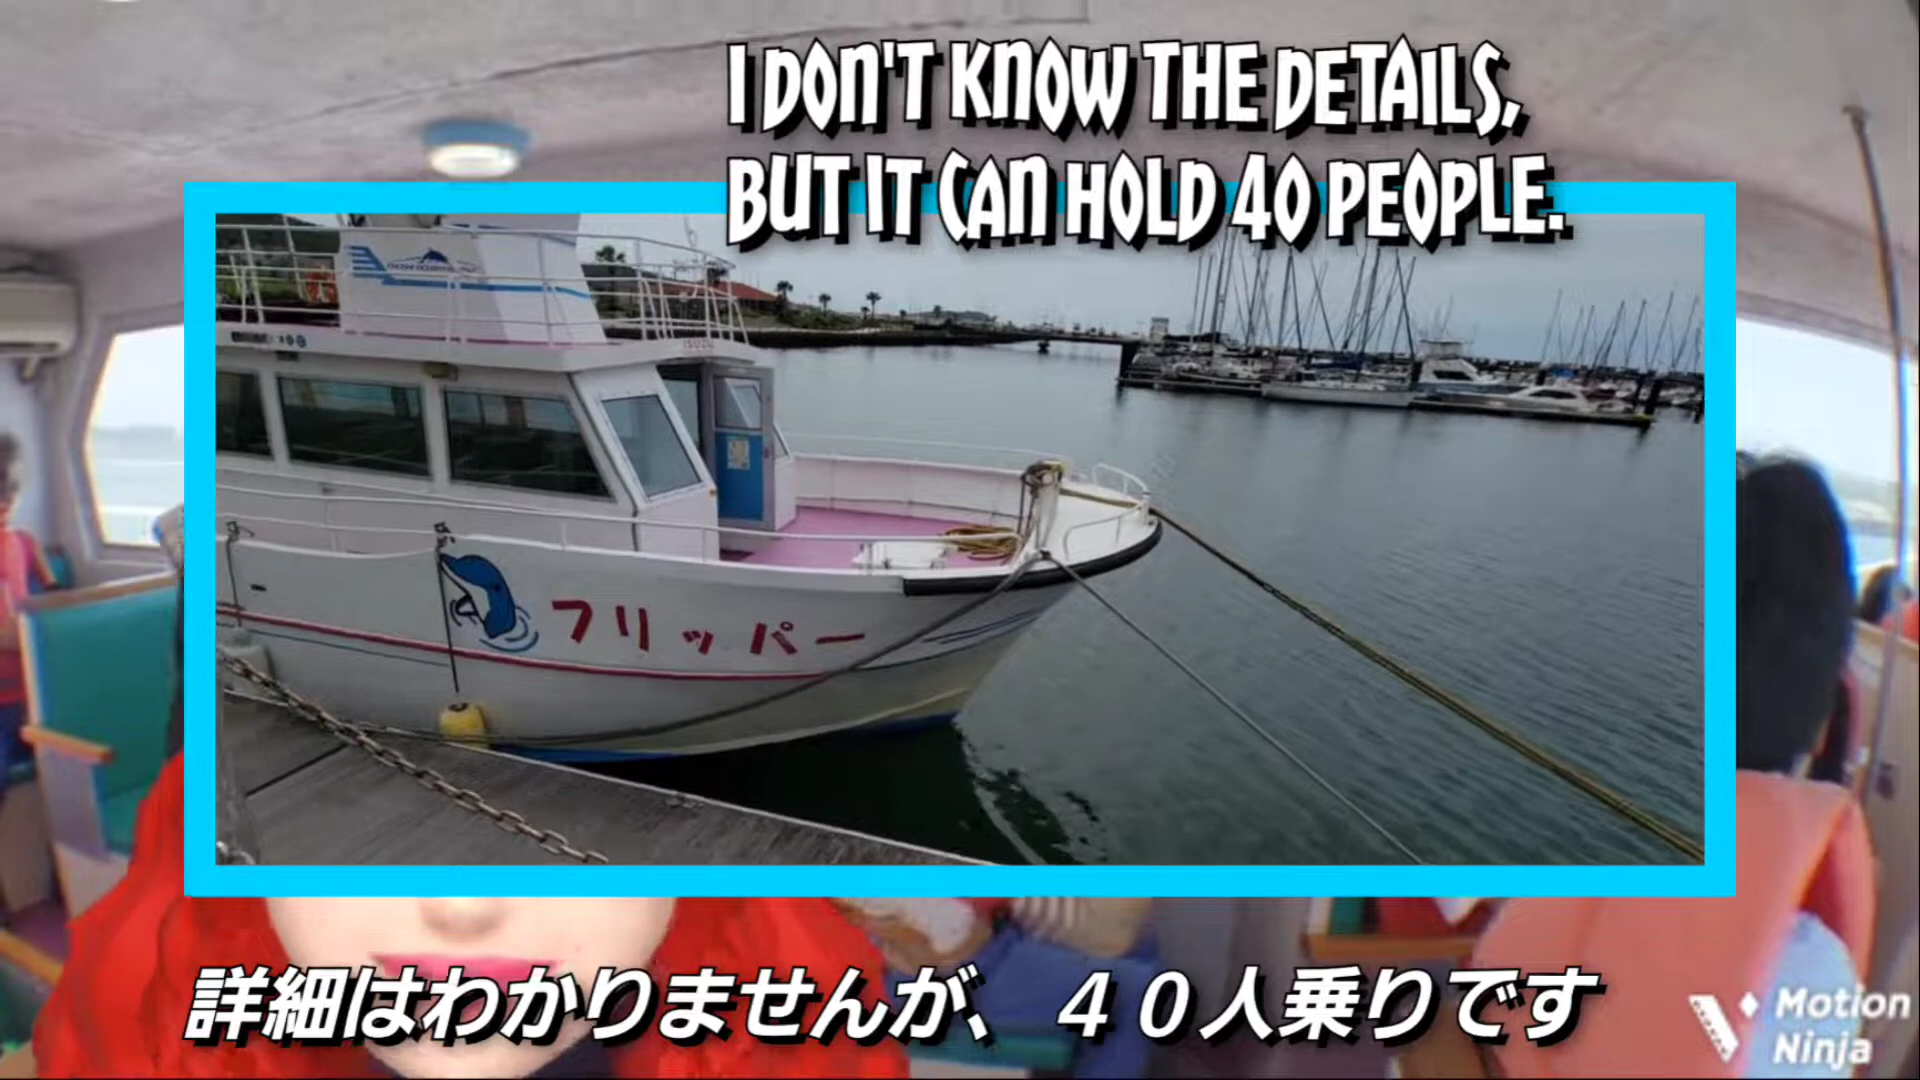 I DON'T KNOW THE DETAILS,
BUT IT CAN HOLD 40 PEOPLE.
ISUZU
フリッパー
詳細はわかりませんが、４０人乗りです
Motion
Ninja